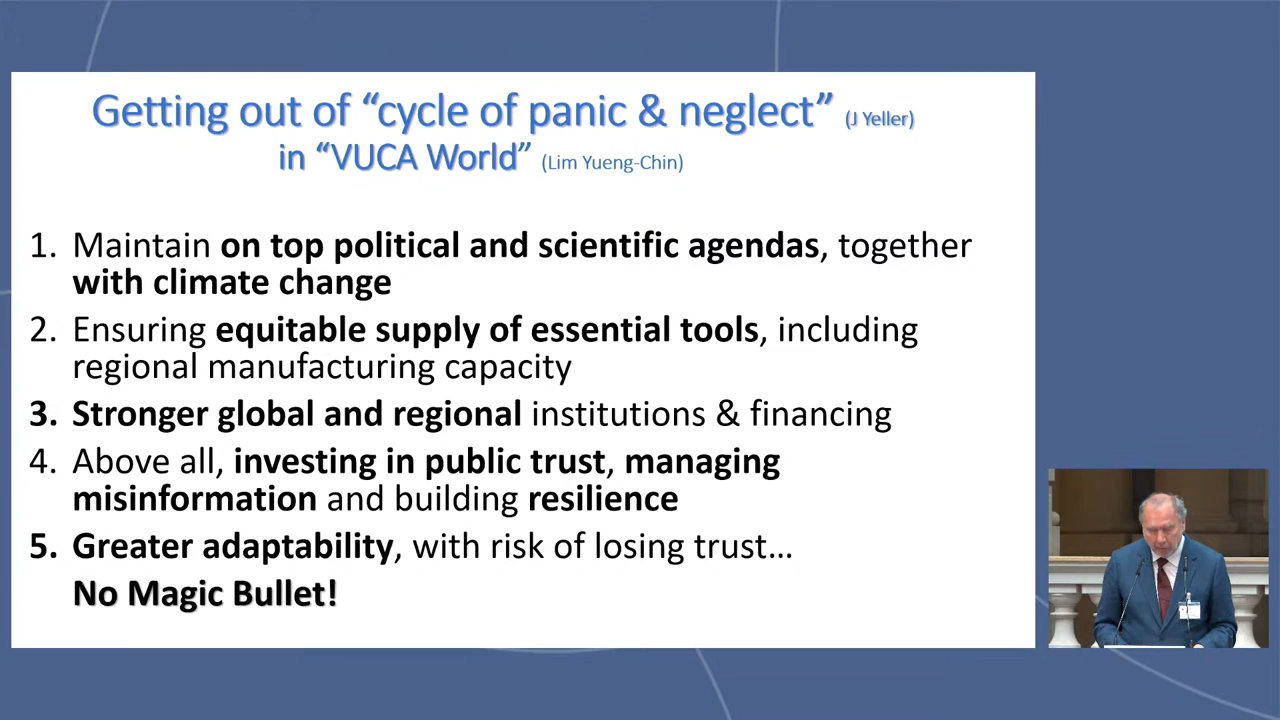 Getting out of “cycle of panic & neglect” (J Yeller)
in “VUCA World” (Lim Yueng-Chin)
1. Maintain on top political and scientific agendas, together
with climate change
2. Ensuring equitable supply of essential tools, including
regional manufacturing capacity
3. Stronger global and regional institutions & financing
4. Above all, investing in public trust, managing
misinformation and building resilience
5. Greater adaptability, with risk of losing trust…
No Magic Bullet!